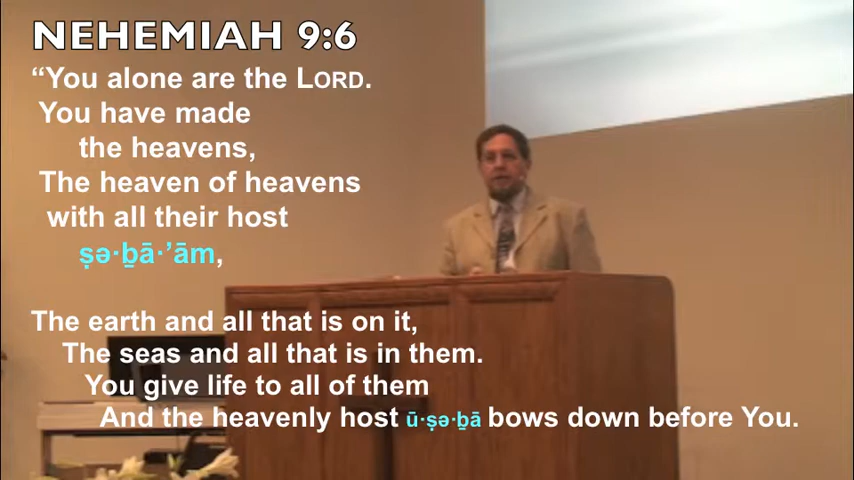 NEHEMIAH 9:6
“You alone are the LORD.
You have made
the heavens,
The heaven of heavens
with all their host
ṣə·ḇā·’ām,
The earth and all that is on it,
The seas and all that is in them.
You give life to all of them
And the heavenly host ū·ṣə·ḇā bows down before You.